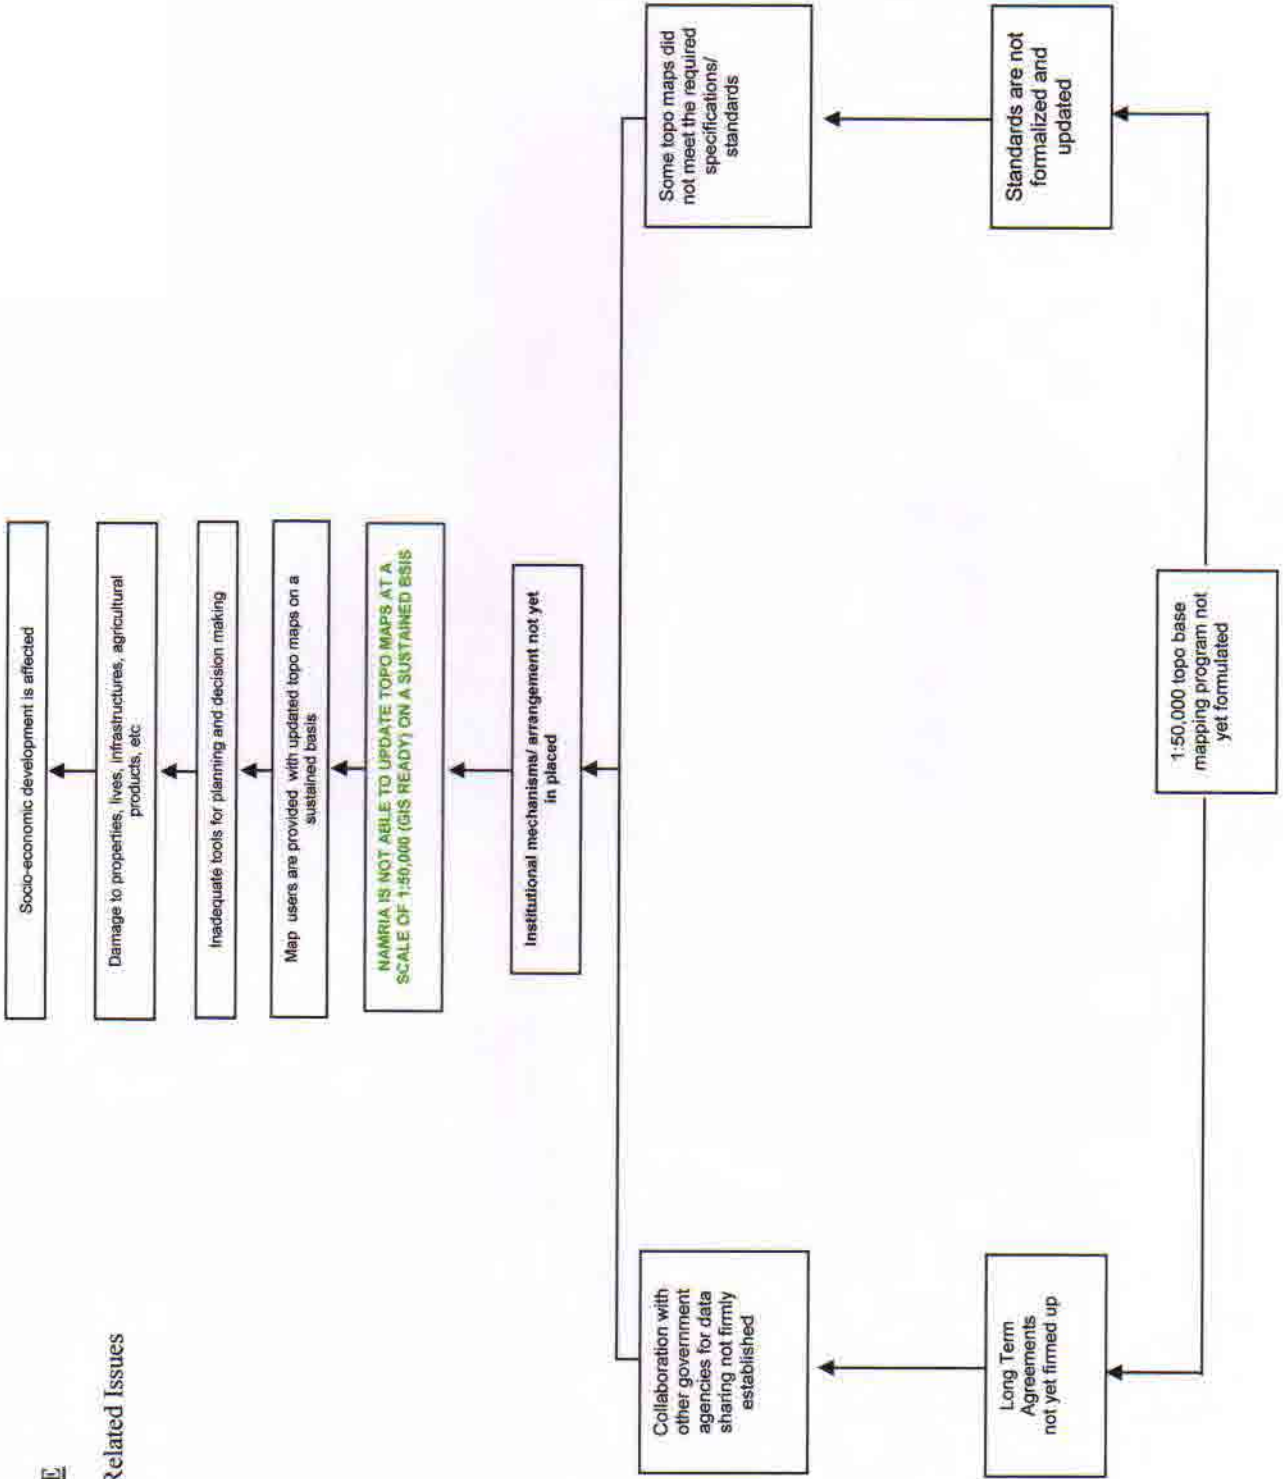 E
Related Issues
Socio-economic development is affected
Damage to properties, lives, infrastructures, agricultural
products, etc
Inadequate tools for planning and decision making
Map users are provided with updated topo maps on a
sustained basis
NAMRIA IS NOT ABLE TO UPDATE TOPO MAPS AT A
SCALE OF 1:50,000 (GIS READY) ON A SUSTAINED BSIS
Institutional mechanisms/ arrangement not yet
in placed
Collaboration with
other government
agencies for data
sharing not firmly
established
Some topo maps did
not meet the required
specifications/
standards
Long Term
Agreements
not yet firmed up
Standards are not
formalized and
updated
1:50,000 topo base
mapping program not
yet formulated